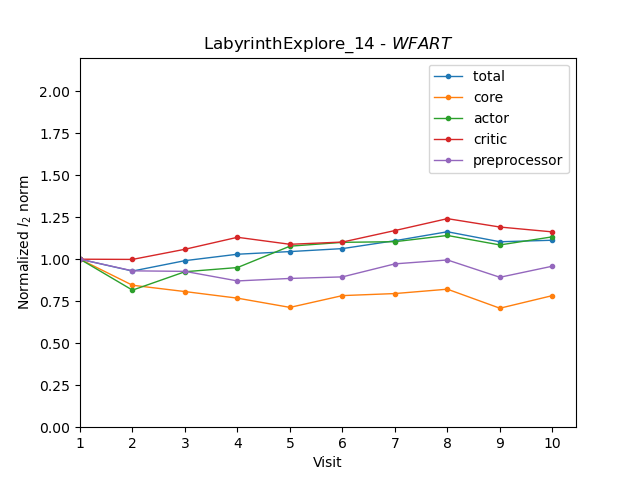 LabyrinthExplore_14 - WFART
total
core
actor
critic
preprocessor
Normalized l2 norm
2.00
1.75
1.50
1.25
1.00
0.75
0.50
0.25
0.00
1 2 3 4 5 6 7 8 9 10
Visit